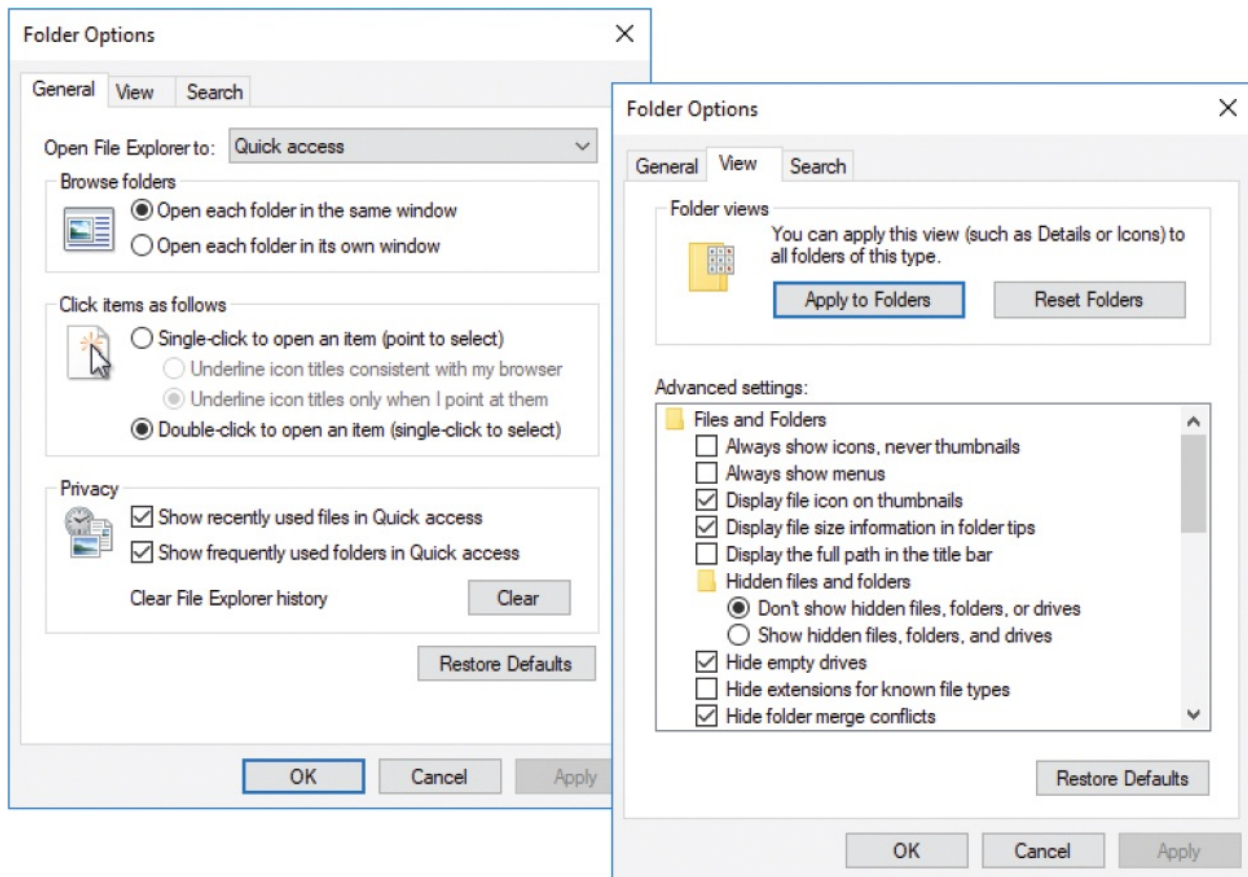 Folder Options
General View Search
Open File Explorer to: Quick access
Browse folders
Open each folder in the same window
Open each folder in its own window
Click items as follows
Single-click to open an item (point to select)
Underline icon titles consistent with my browser
Underline icon titles only when I point at them
Double-click to open an item (single-click to select)
Privacy
Show recently used files in Quick access
Show frequently used folders in Quick access
Clear File Explorer history Clear
Restore Defaults
OK Cancel Apply
Folder Options
General View Search
Folder views
You can apply this view (such as Details or Icons) to
all folders of this type.
Apply to Folders Reset Folders
Advanced settings:
Files and Folders
Always show icons, never thumbnails
Always show menus
Display file icon on thumbnails
Display file size information in folder tips
Display the full path in the title bar
Hidden files and folders
Don't show hidden files, folders, or drives
Show hidden files, folders, and drives
Hide empty drives
Hide extensions for known file types
Hide folder merge conflicts
Restore Defaults
OK Cancel Apply